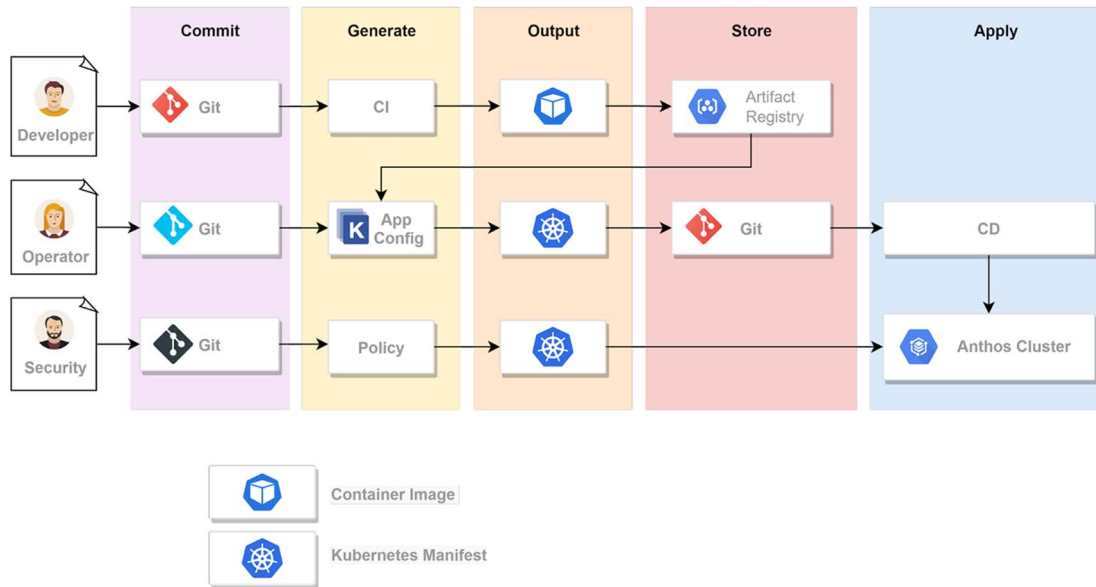 Commit
Generate
Output
Store
Apply
Developer
Git
CI
Artifact
Registry
Operator
Git
K
App
Config
Git
CD
Security
Git
Policy
Anthos Cluster
Container Image
Kubernetes Manifest